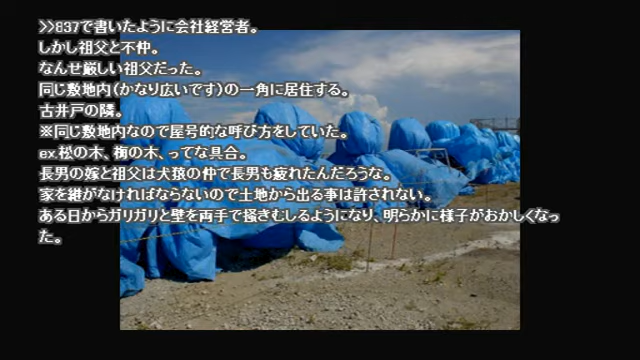 >>837で書いたように会社経営者。
しかし祖父と不仲。
なんせ厳しい祖父だった。
同じ敷地内(かなり広いです)の一角に居住する。
古井戸の隣。
※同じ敷地内なので屋号的な呼び方をしていた。
ex.松の木、梅の木、ってな具合。
長男の嫁と祖父は犬猿の仲で長男も疲れたんだろうな。
家を継がなければならないので土地から出る事は許されない。
ある日からガリガリと壁を両手で掻きむしるようになり、明らかに様子がおかしくなっ
た。